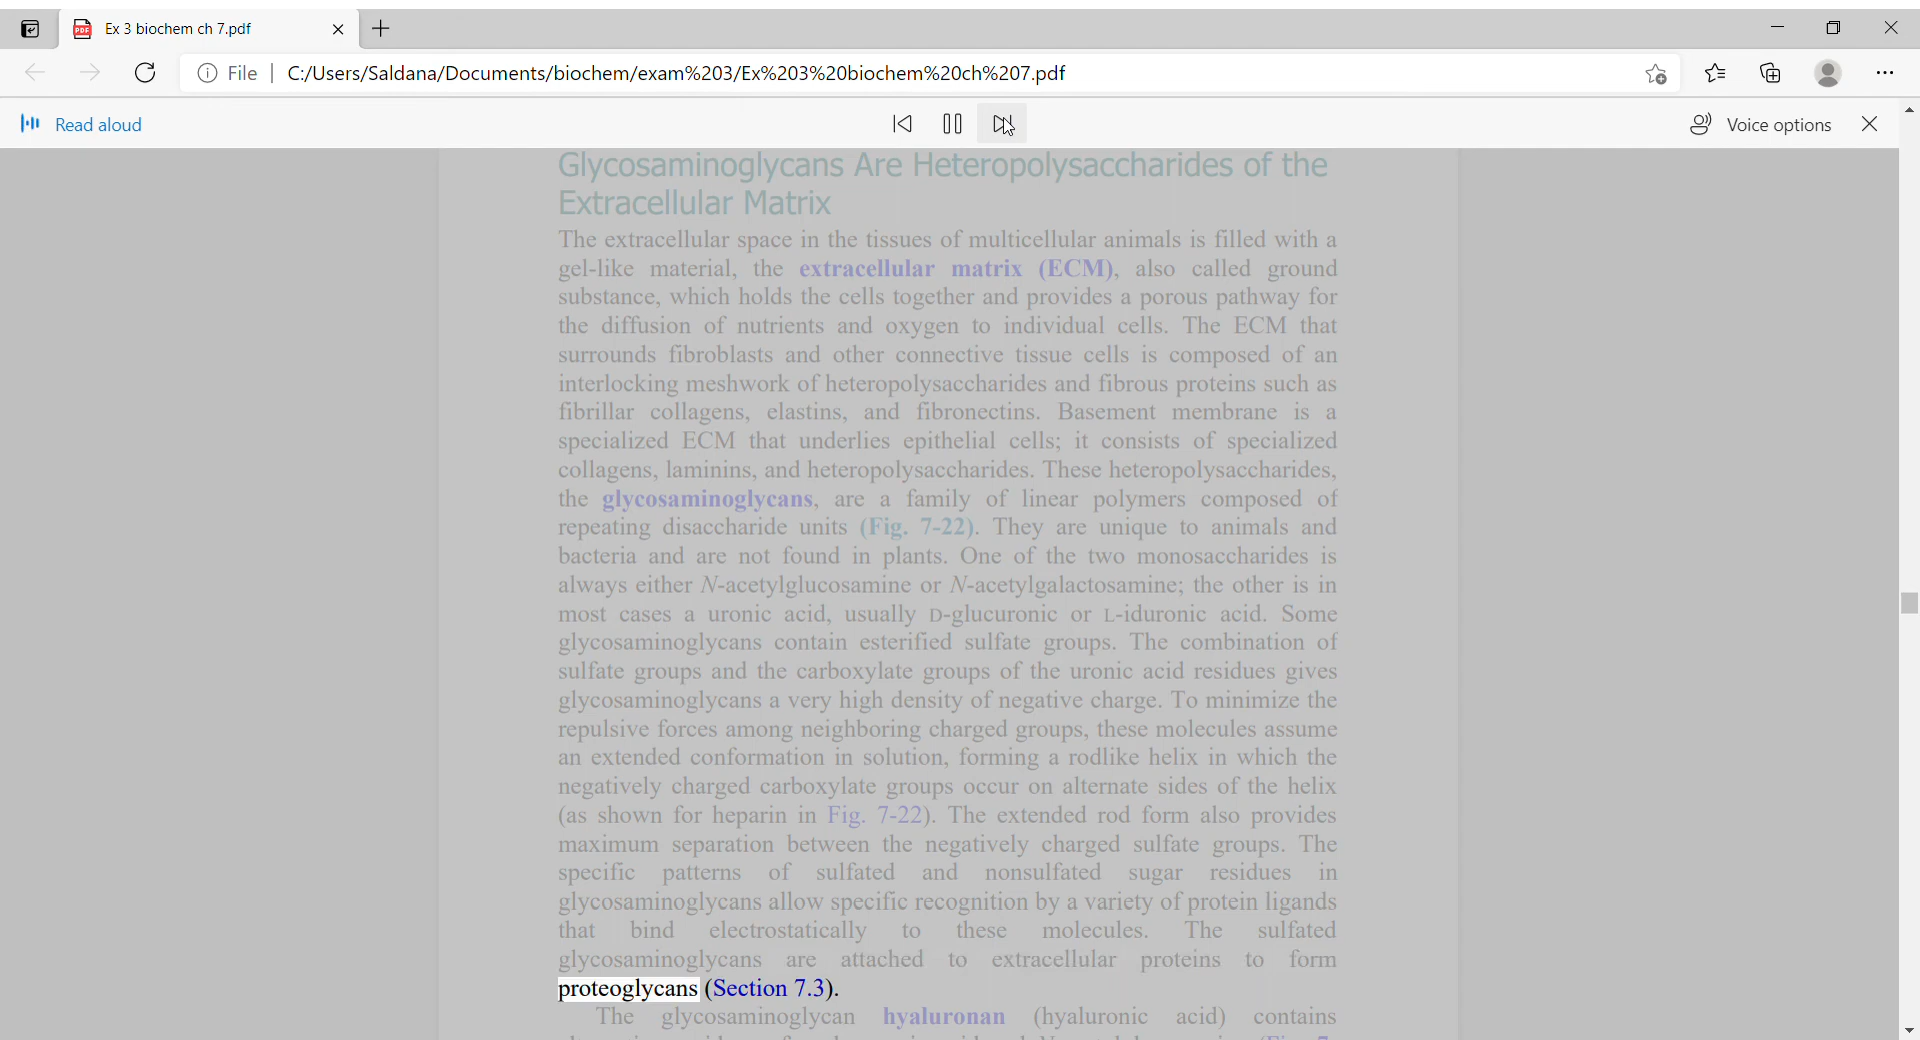 Ex 3 biochem ch 7.pdf
File | C:/Users/Saldana/Documents/biochem/exam%203/Ex%203%20biochem%20ch%207.pdf
Read aloud
Voice options
Glycosaminoglycans Are Heteropolysaccharides of the
Extracellular Matrix
The extracellular space in the tissues of multicellular animals is filled with a
gel-like material, the extracellular matrix (ECM), also called ground
substance, which holds the cells together and provides a porous pathway for
the diffusion of nutrients and oxygen to individual cells. The ECM that
surrounds fibroblasts and other connective tissue cells is composed of an
interlocking meshwork of heteropolysaccharides and fibrous proteins such as
fibrillar collagens, elastins, and fibronectins. Basement membrane is a
specialized ECM that underlies epithelial cells; it consists of specialized
collagens, laminins, and heteropolysaccharides. These heteropolysaccharides,
the glycosaminoglycans, are a family of linear polymers composed of
repeating disaccharide units (Fig. 7-22). They are unique to animals and
bacteria and are not found in plants. One of the two monosaccharides is
always either N-acetylglucosamine or N-acetylgalactosamine; the other is in
most cases a uronic acid, usually D-glucuronic or L-iduronic acid. Some
glycosaminoglycans contain esterified sulfate groups. The combination of
sulfate groups and the carboxylate groups of the uronic acid residues gives
glycosaminoglycans a very high density of negative charge. To minimize the
repulsive forces among neighboring charged groups, these molecules assume
an extended conformation in solution, forming a rodlike helix in which the
negatively charged carboxylate groups occur on alternate sides of the helix
(as shown for heparin in Fig. 7-22). The extended rod form also provides
maximum separation between the negatively charged sulfate groups. The
specific patterns of sulfated and nonsulfated sugar residues in
glycosaminoglycans allow specific recognition by a variety of protein ligands
that bind electrostatically to these molecules. The sulfated
glycosaminoglycans are attached to extracellular proteins to form
proteoglycans (Section 7.3).
The glycosaminoglycan hyaluronan (hyaluronic acid) contains